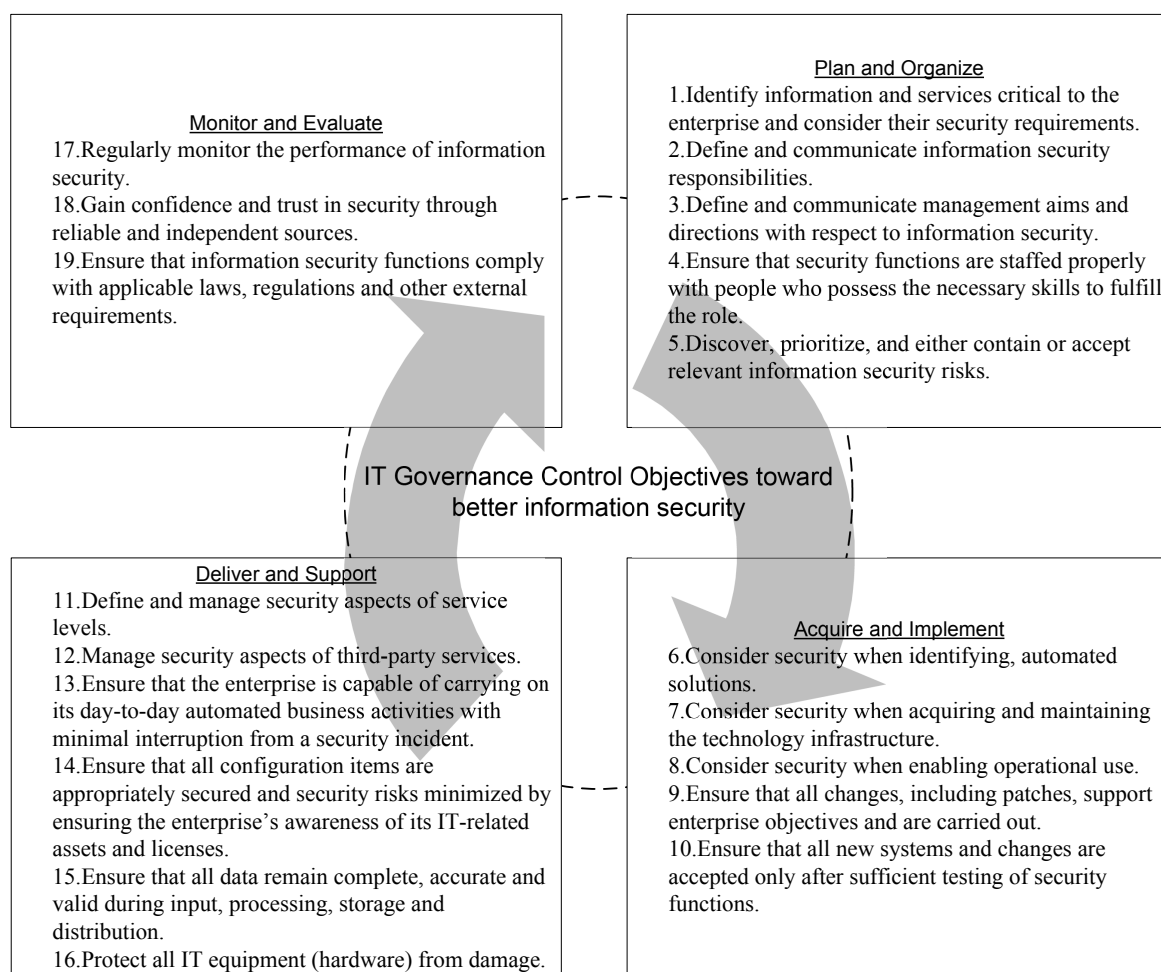 Monitor and Evaluate
17.Regularly monitor the performance of information
security.
18.Gain confidence and trust in security through
reliable and independent sources.
19.Ensure that information security functions comply
with applicable laws, regulations and other external
requirements.
Plan and Organize
1.Identify information and services critical to the
enterprise and consider their security requirements.
2.Define and communicate information security
responsibilities.
3.Define and communicate management aims and
directions with respect to information security.
4.Ensure that security functions are staffed properly
with people who possess the necessary skills to fulfill
the role.
5.Discover, prioritize, and either contain or accept
relevant information security risks.
IT Governance Control Objectives toward
better information security
Deliver and Support
11.Define and manage security aspects of service
levels.
12.Manage security aspects of third-party services.
13.Ensure that the enterprise is capable of carrying on
its day-to-day automated business activities with
minimal interruption from a security incident.
14.Ensure that all configuration items are
appropriately secured and security risks minimized by
ensuring the enterprise's awareness of its IT-related
assets and licenses.
15.Ensure that all data remain complete, accurate and
valid during input, processing, storage and
distribution.
16.Protect all IT equipment (hardware) from damage.
Acquire and Implement
6.Consider security when identifying, automated
solutions.
7.Consider security when acquiring and maintaining
the technology infrastructure.
8.Consider security when enabling operational use.
9.Ensure that all changes, including patches, support
enterprise objectives and are carried out.
10.Ensure that all new systems and changes are
accepted only after sufficient testing of security
functions.